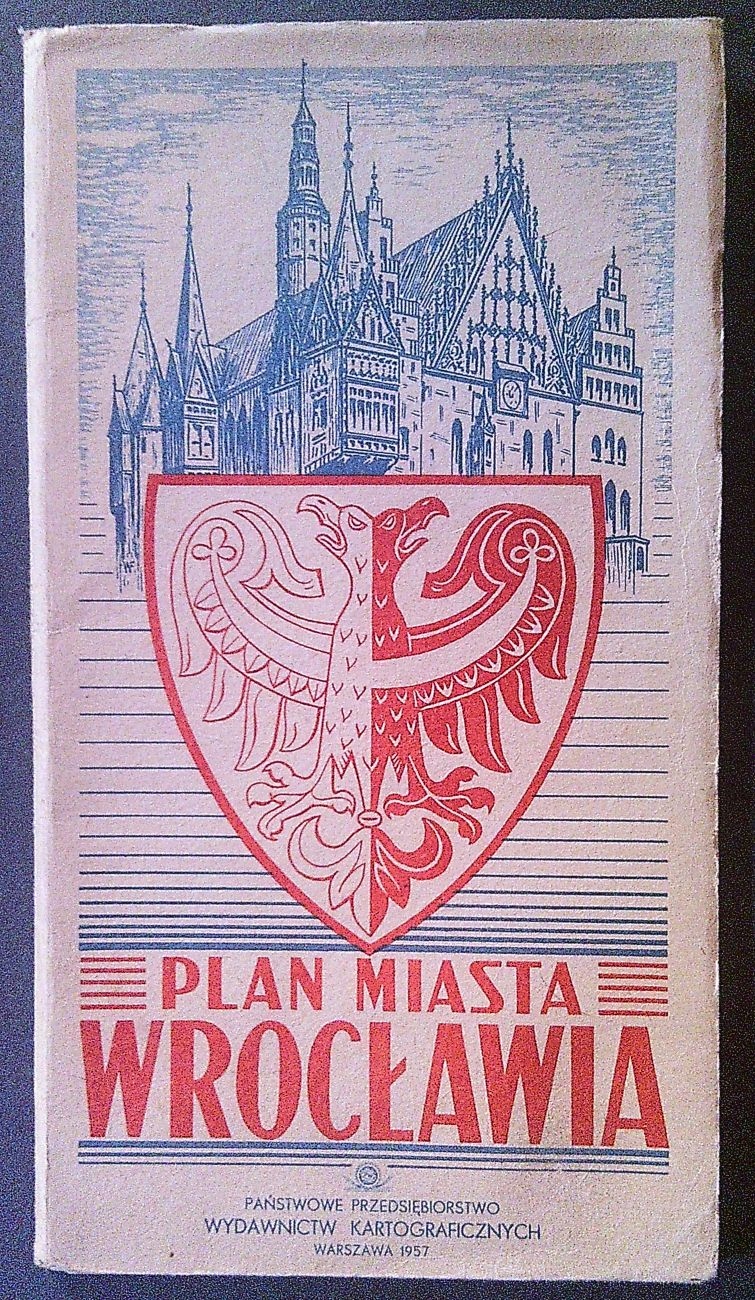 PLAN MIASTA
WROCŁAWIA
PAŃSTWOWE PRZEDSIĘBIORSTWO
WYDAWNICTW KARTOGRAFICZNYCH
WARSZAWA 1957